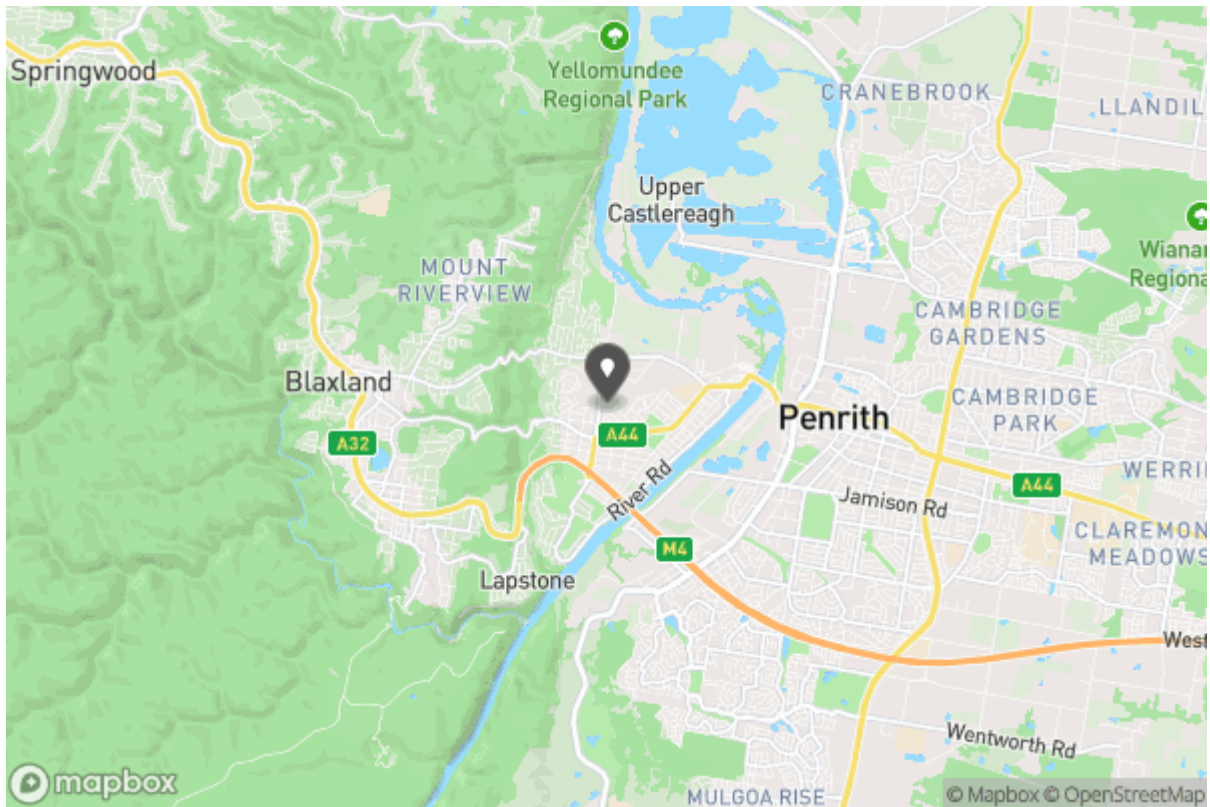 Springwood
Yellomundee
Regional Park
CRANEBROOK
LLANDIL
Upper
Castlereagh
MOUNT
RIVERVIEW
Wianan
Regional
CAMBRIDGE
GARDENS
Blaxland
Penrith
CAMBRIDGE
PARK
A32
A44
WERRI
A44
River Rd
Jamison Rd
CLAREMON
MEADOWS
M4
Lapstone
West
Wentworth Rd
MULGOA RISE
mapbox
© Mapbox © OpenStreetMap